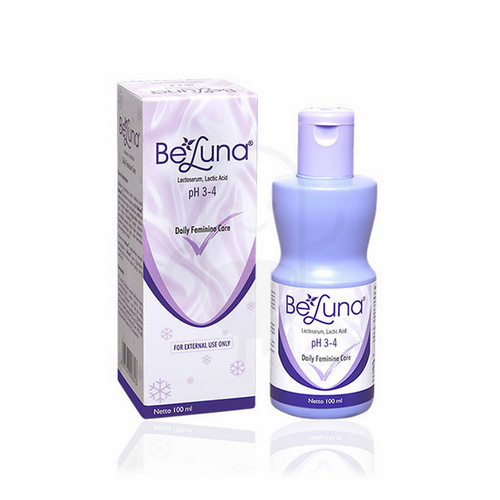 BeLuna®
Lactoserum, Lactic Acid
pH 3-4
Daily Feminine Care
FOR EXTERNAL USE ONLY
Netto 100 ml
BeLuna®
Lactoserum, Lactic Acid
pH 3-4
Daily Feminine Care
Netto 100 ml